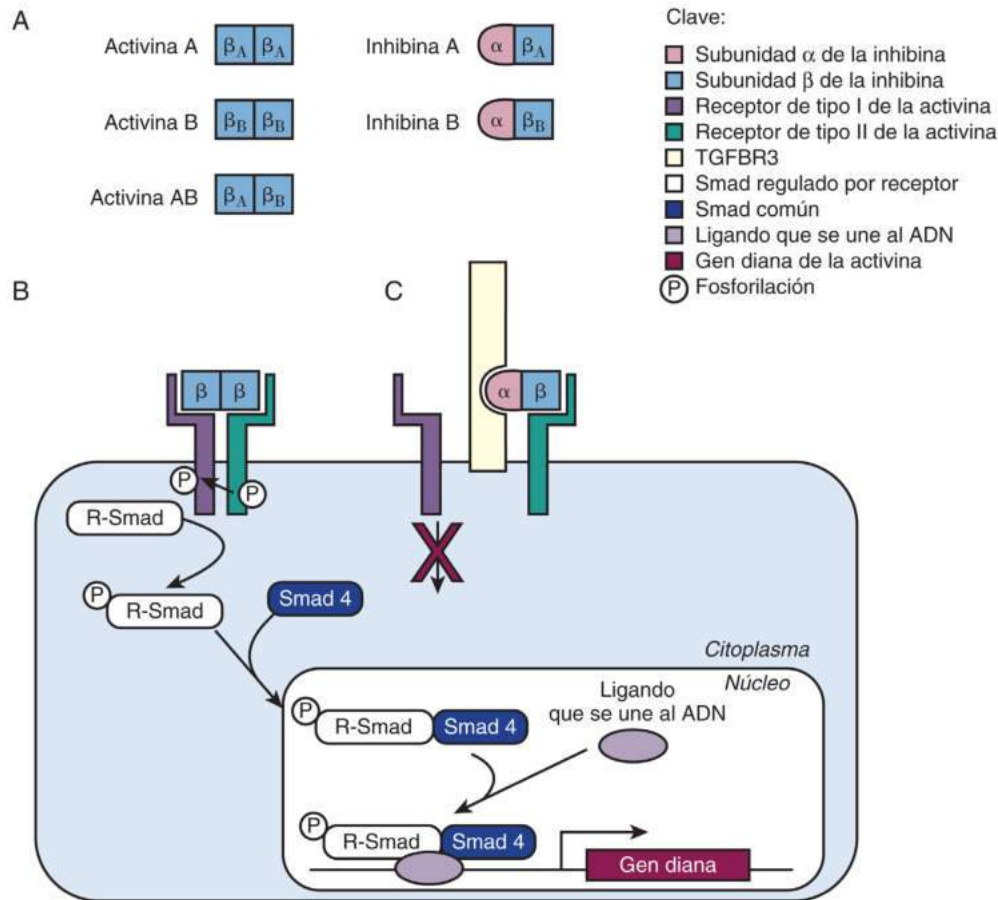 A
Activina A
βA βA
Inhibina A
α βA
Activina B
βB βB
Inhibina B
α βB
Activina AB
βA βB
Clave:
Subunidad α de la inhibina
Subunidad β de la inhibina
Receptor de tipo I de la activina
Receptor de tipo II de la activina
TGFBR3
Smad regulado por receptor
Smad común
Ligando que se une al ADN
Gen diana de la activina
P Fosforilación
B
β β
P
P
R-Smad
P
R-Smad
Smad 4
C
α β
X
Citoplasma
Núcleo
P
R-Smad Smad 4
Ligando
que se une al ADN
P
R-Smad Smad 4
Gen diana